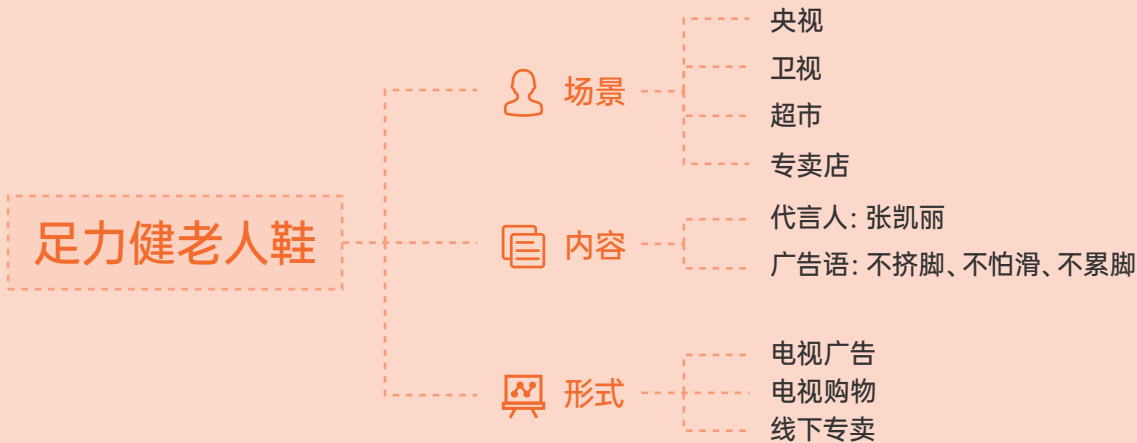 足力健老人鞋
场景
央视
卫视
超市
专卖店
内容
代言人：张凯丽
广告语：不挤脚、不怕滑、不累脚
形式
电视广告
电视购物
线下专卖